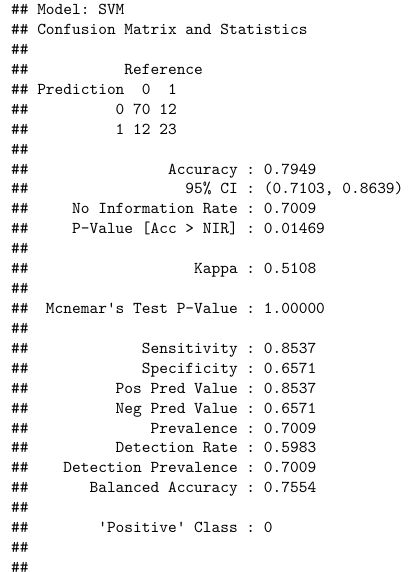 ## Model: SVM
## Confusion Matrix and Statistics
##
##           Reference
## Prediction  0  1
##          0 70 12
##          1 12 23
##
##                Accuracy : 0.7949
##                  95% CI : (0.7103, 0.8639)
##     No Information Rate : 0.7009
##     P-Value [Acc > NIR] : 0.01469
##
##                   Kappa : 0.5108
##
##  Mcnemar's Test P-Value : 1.00000
##
##             Sensitivity : 0.8537
##             Specificity : 0.6571
##          Pos Pred Value : 0.8537
##          Neg Pred Value : 0.6571
##              Prevalence : 0.7009
##          Detection Rate : 0.5983
##    Detection Prevalence : 0.7009
##       Balanced Accuracy : 0.7554
##
##        'Positive' Class : 0
##
##